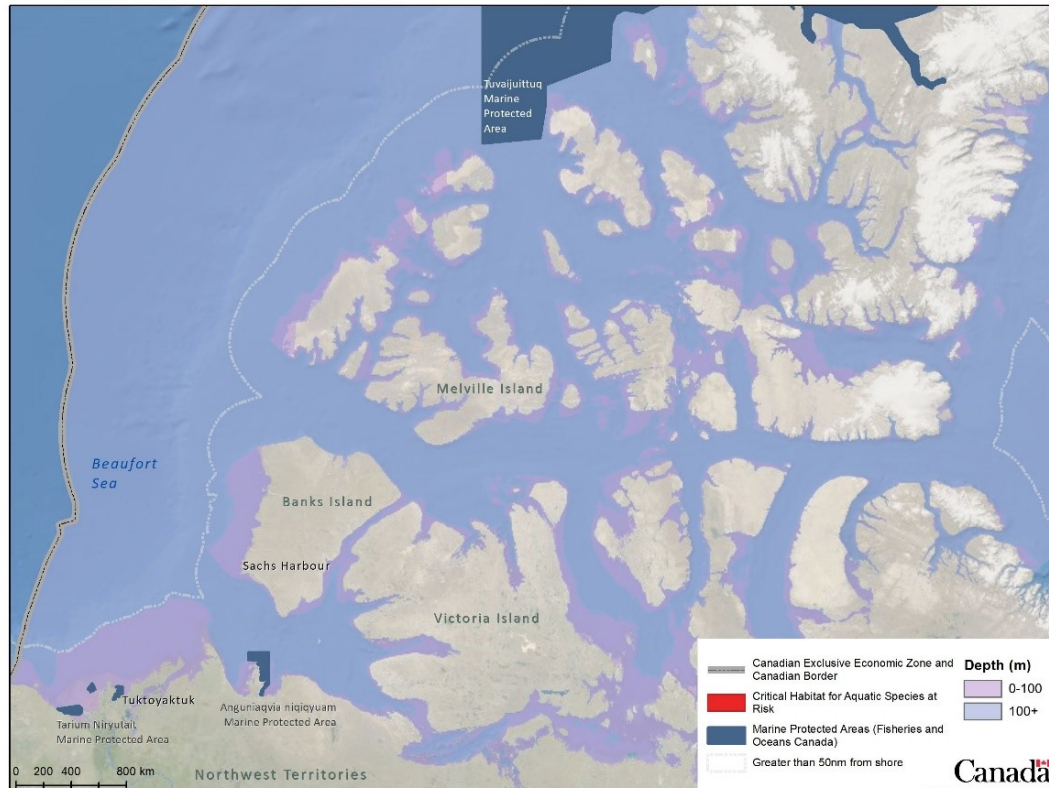 Tuvaijuittuq
Marine
Protected
Area
Melville Island
Beaufort
Sea
Banks Island
Sachs Harbour
Victoria Island
Tuktoyaktuk
Tarium Niryutait
Marine Protected Area
Anguniaqvia niqiqyuam
Marine Protected Area
Northwest Territories
0 200 400 800 km
Canadian Exclusive Economic Zone and
Canadian Border
Critical Habitat for Aquatic Species at
Risk
Marine Protected Areas (Fisheries and
Oceans Canada)
Greater than 50nm from shore
Depth (m)
0-100
100+
Canada